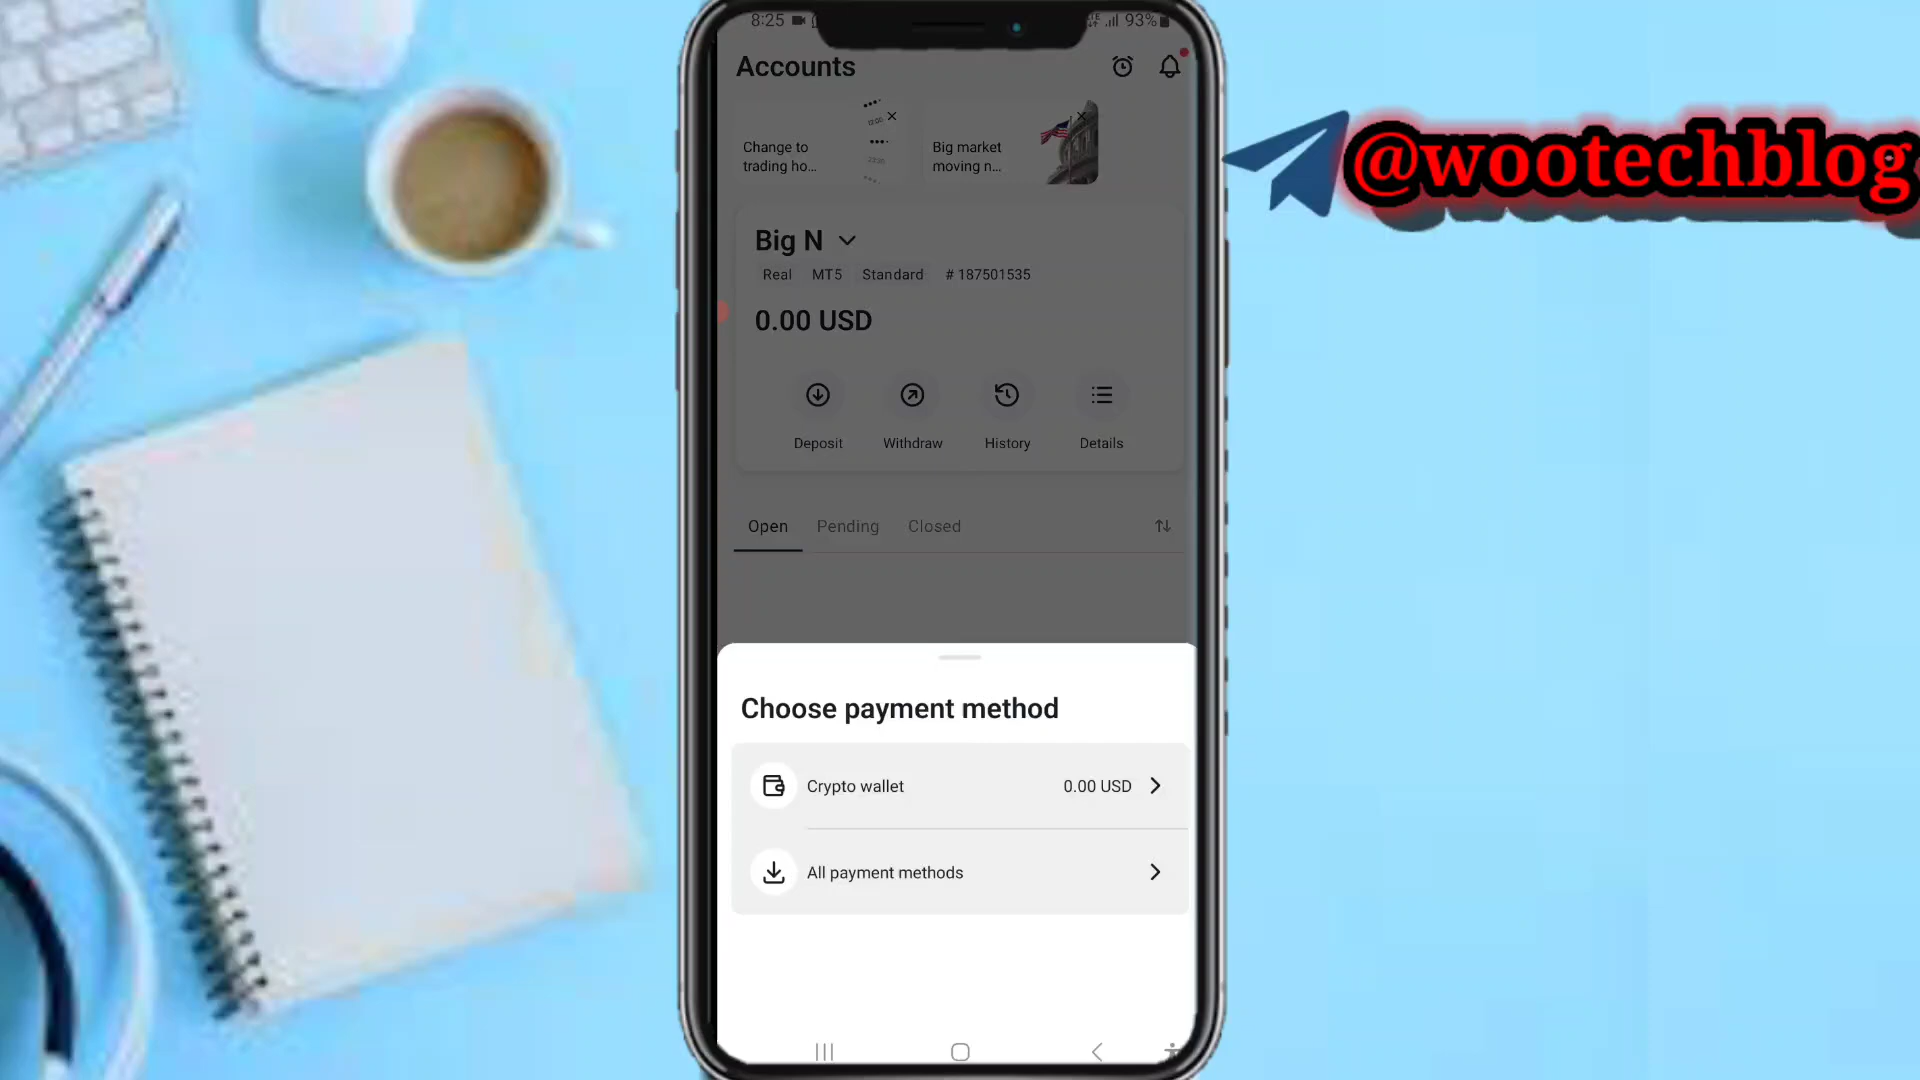 8:25
93%
Accounts
Change to
trading ho...
12:00
Big market
moving n...
Big N
Real MT5 Standard # 187501535
0.00 USD
Deposit Withdraw History Details
Open Pending Closed
Choose payment method
Crypto wallet 0.00 USD
All payment methods
@wootechblog